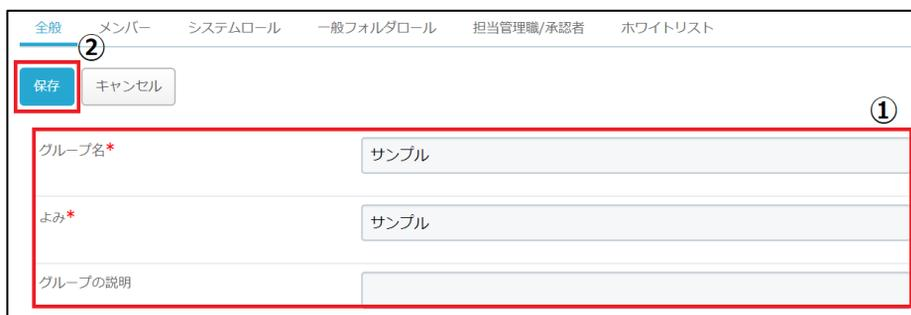 全般 メンバー システムロール 一般フォルダロール 担当管理職/承認者 ホワイトリスト
②
保存 キャンセル
①
グループ名* サンプル
よみ* サンプル
グループの説明